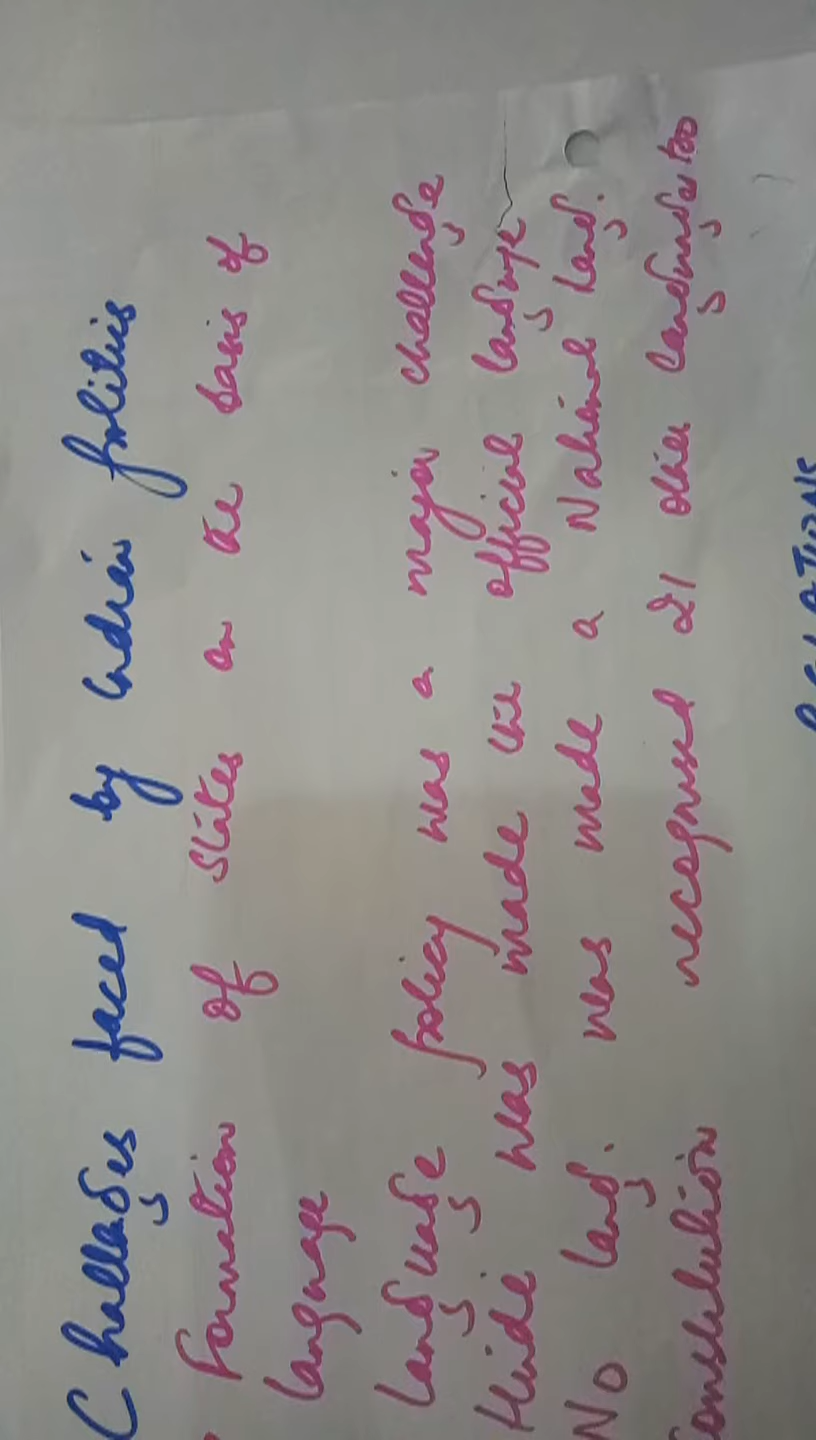 Challages faced by Indian politics
Formation of States on the basis of
language
Language policy was a major challenge
Hindi was made the official language
No lang. was made a National lang.
Constitution recognised 21 other languages too